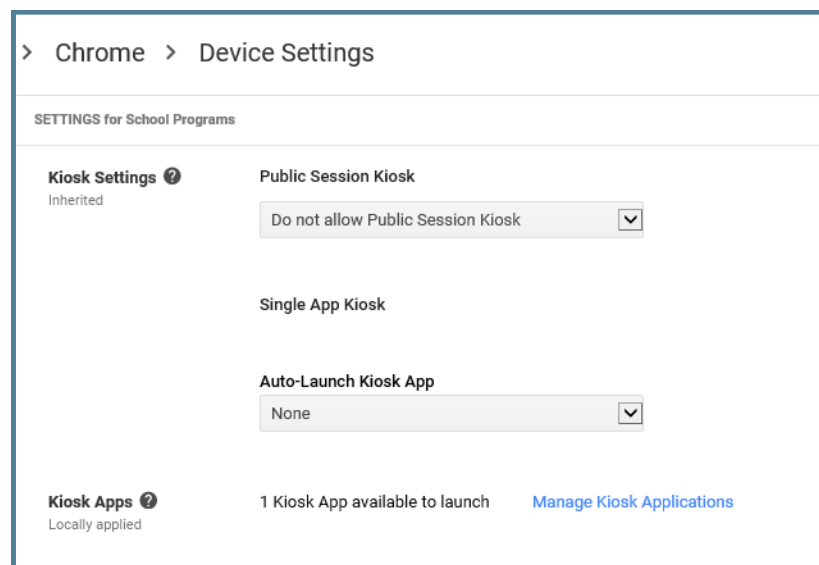 > Chrome > Device Settings
SETTINGS for School Programs
Kiosk Settings ?
Inherited
Public Session Kiosk
Do not allow Public Session Kiosk
Single App Kiosk
Auto-Launch Kiosk App
None
Kiosk Apps ?
Locally applied
1 Kiosk App available to launch
Manage Kiosk Applications